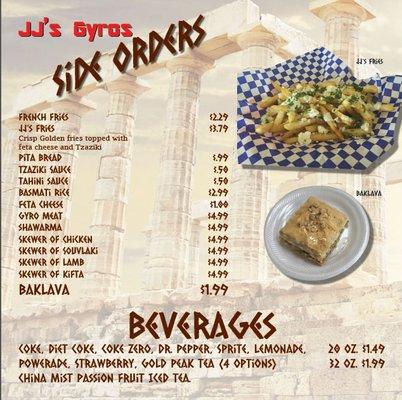 JJ's Gyros
SIDE ORDERS
JJ'S FRIES
FRENCH FRIES $2.29
JJ'S FRIES $3.79
Crisp Golden fries topped with
feta cheese and Tzaziki
PITA BREAD $.99
TZAZIKI SAUCE $.50
TAHINI SAUCE $.50
BASMATI RICE $2.99
FETA CHEESE $1.00
GYRO MEAT $4.99
SHAWARMA $4.99
SKEWER OF CHICKEN $4.99
SKEWER OF SOUVLAKI $4.99
SKEWER OF LAMB $4.99
SKEWER OF KIFTA $4.99
BAKLAVA $1.99
BAKLAVA
BEVERAGES
COKE, DIET COKE, COKE ZERO, DR. PEPPER, SPRITE, LEMONADE, 20 OZ. $1.49
POWERADE, STRAWBERRY, GOLD PEAK TEA (4 OPTIONS) 32 OZ. $1.99
CHINA MIST PASSION FRUIT ICED TEA.